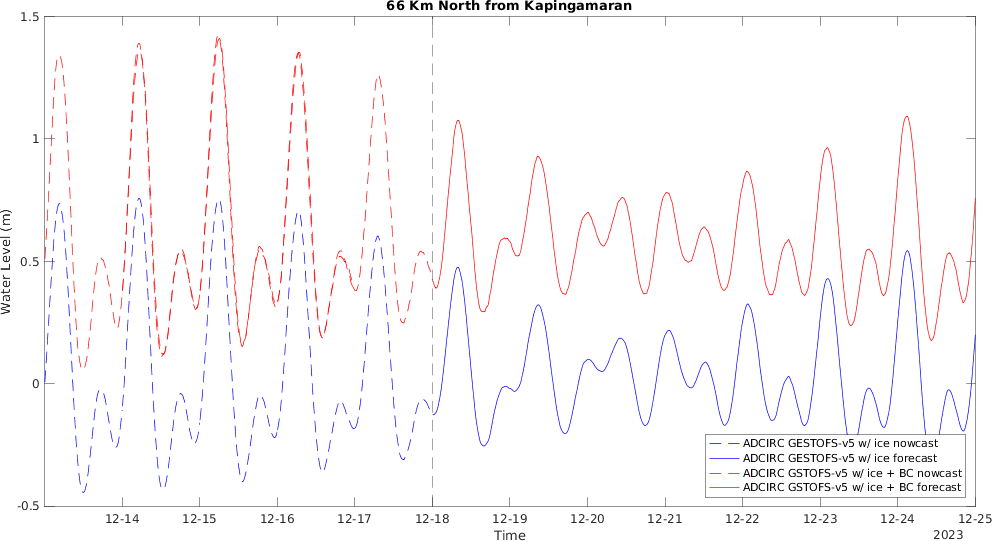 66 Km North from Kapingamaran
1.5
1
0.5
0
-0.5
Water Level (m)
12-14
12-15
12-16
12-17
12-18
12-19
12-20
12-21
12-22
12-23
12-24
12-25
Time
2023
ADCIRC GESTOFS-v5 w/ ice nowcast
ADCIRC GESTOFS-v5 w/ ice forecast
ADCIRC GSTOFS-v5 w/ ice + BC nowcast
ADCIRC GSTOFS-v5 w/ ice + BC forecast